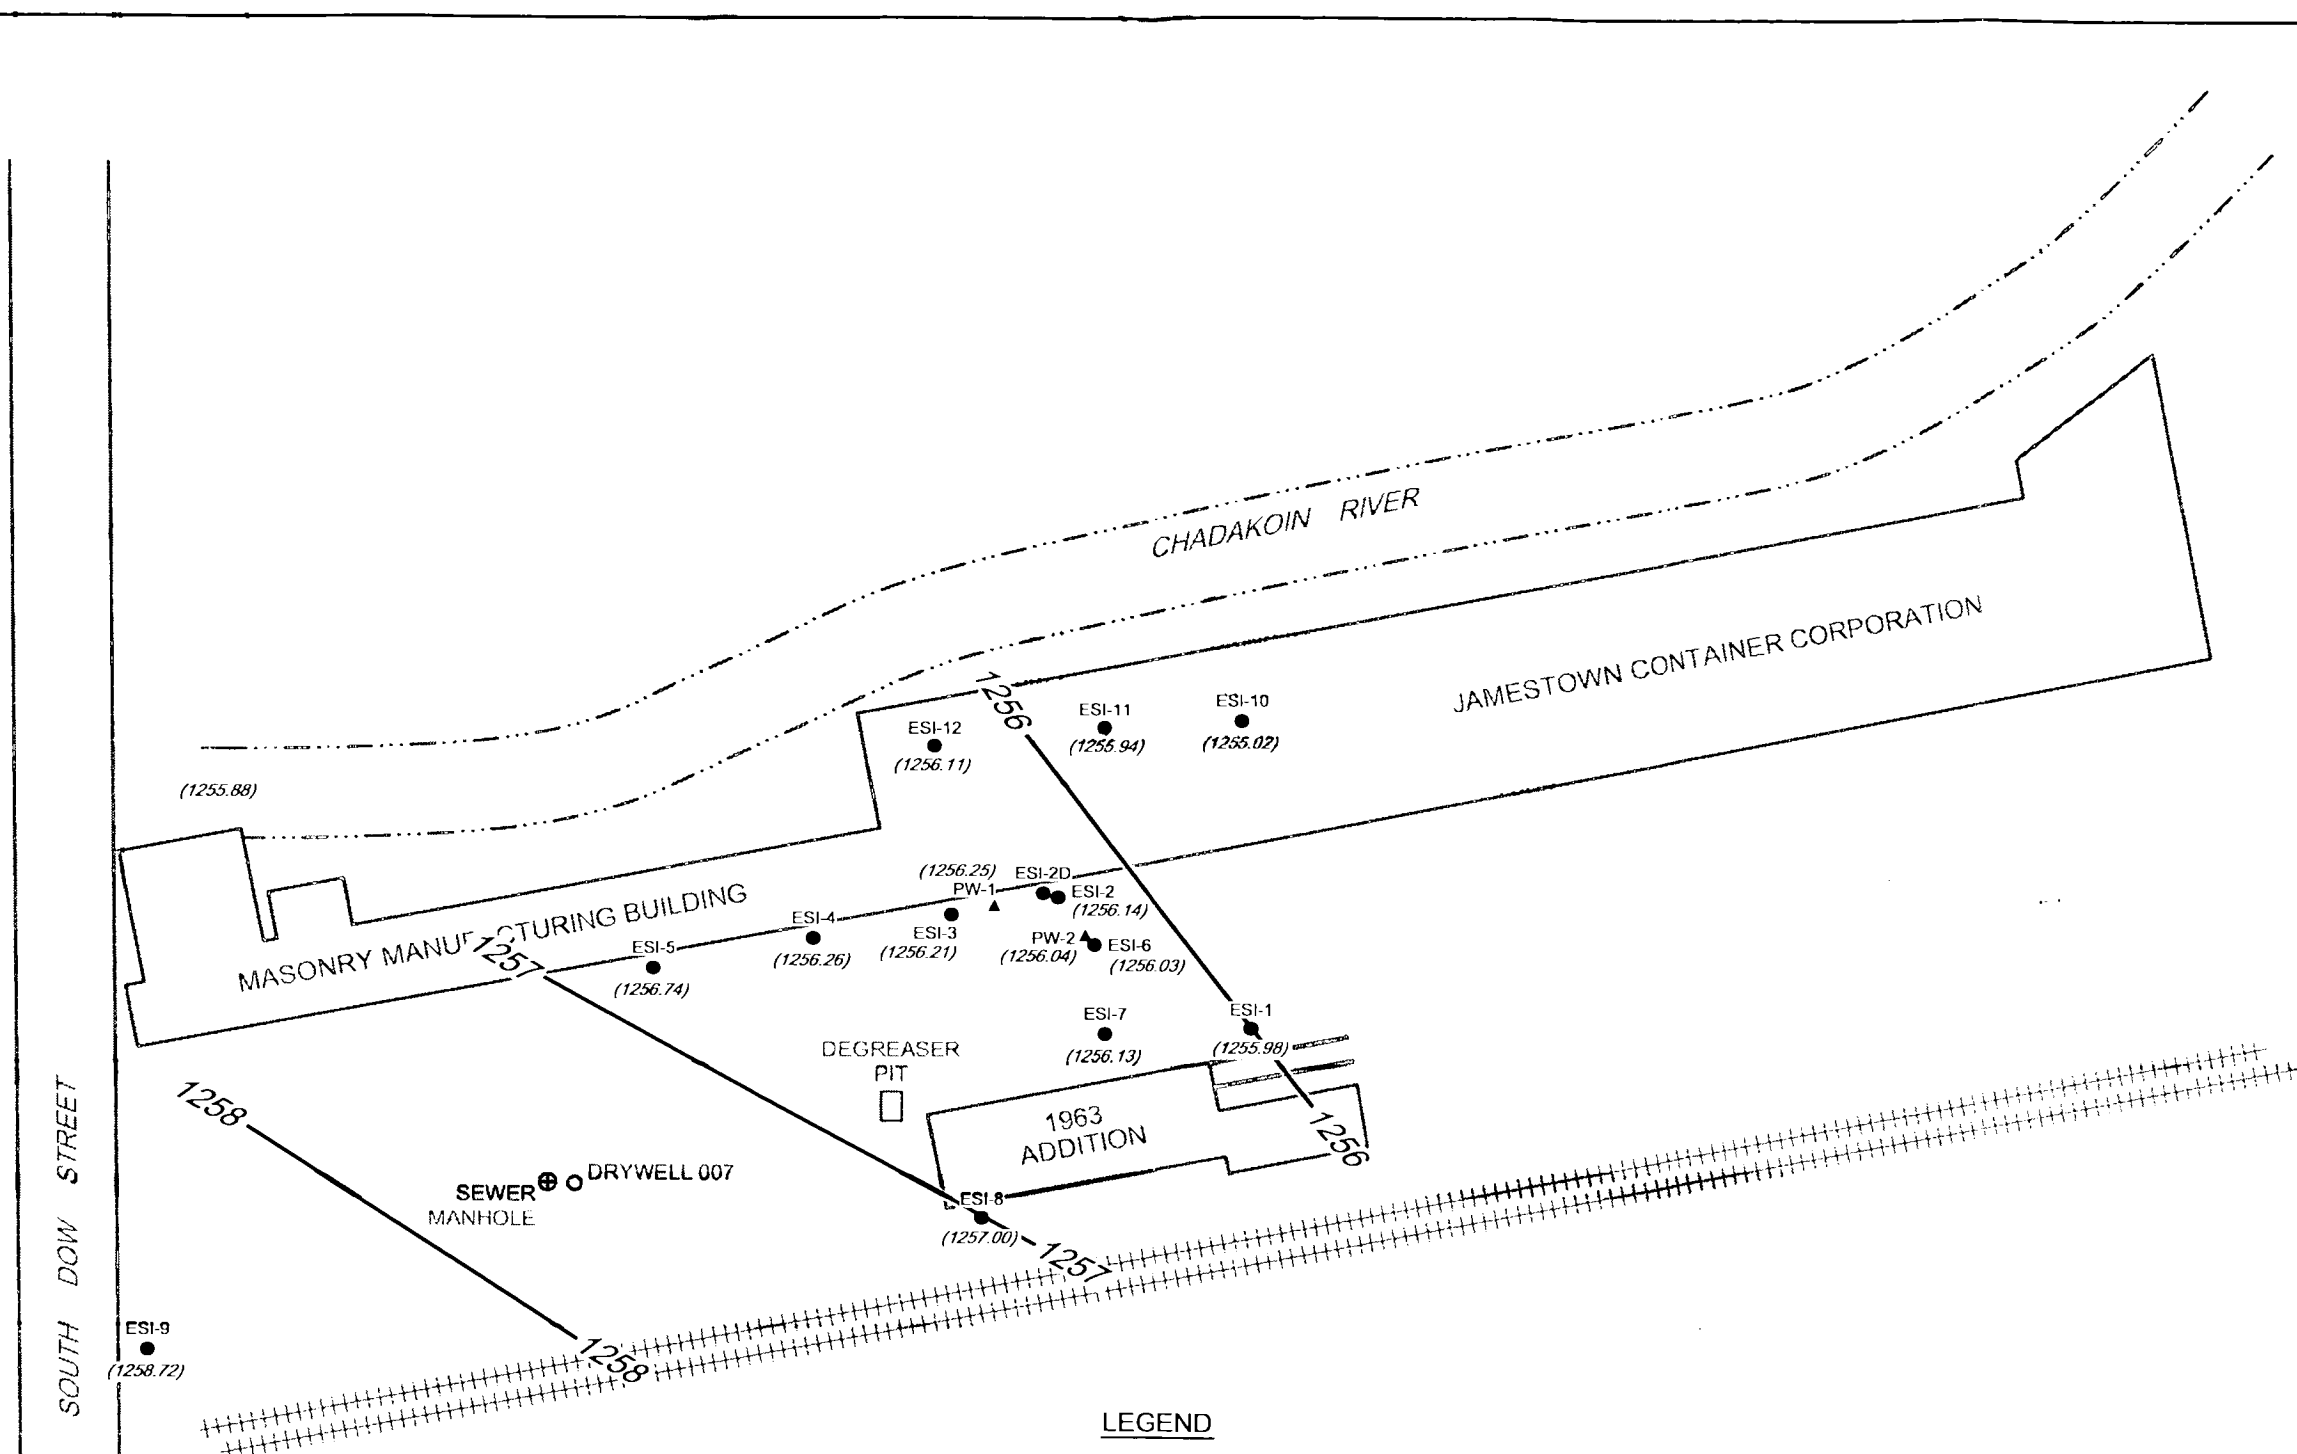 CHADAKOIN RIVER
JAMESTOWN CONTAINER CORPORATION
1256
ESI-12
(1256.11)
ESI-11
(1255.94)
ESI-10
(1255.02)
(1255.88)
MASONRY MANUF CTURING BUILDING
(1256.25)
PW-1
ESI-2D
ESI-2
(1256.14)
ESI-3
(1256.21)
ESI-4
(1256.26)
ESI-5
(1256.74)
1257
PW-2
(1256.04)
ESI-6
(1256.03)
ESI-7
(1256.13)
ESI-1
(1255.98)
DEGREASER
PIT
1963
ADDITION
1256
1258
SEWER
MANHOLE
DRYWELL 007
ESI-8
(1257.00)
1257
ESI-9
(1258.72)
1258
SOUTH DOW STREET
LEGEND